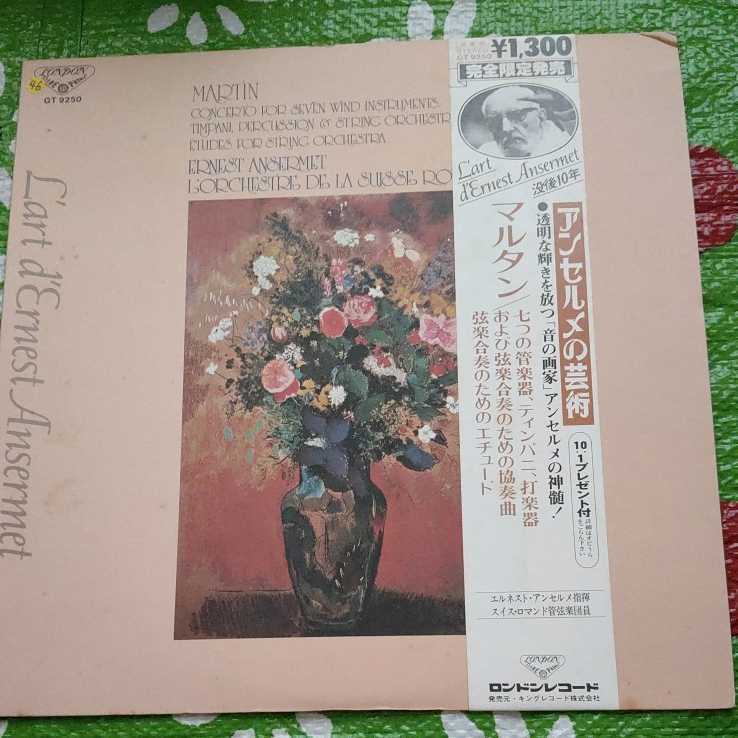 LONDON
46
GT 9250
MARTIN
CONCERTO FOR SEVEN WIND INSTRUMENTS,
TIMPANI, PERCUSSION & STRING ORCHESTR
ETUDES FOR STRING ORCHESTRA
ERNEST ANSERMET
L'ORCHESTRE DE LA SUISSE RO
L'art d'Ernest Ansermet
GT 9250
¥1,300
完全限定発売
L'art
d'Ernest Ansermet
没後10年
アンセルメの芸術
●透明な輝きを放つ「音の画家」アンセルメの神髄!
マルタン/
七つの管楽器、ティンパニ、打楽器
および弦楽合奏のための協奏曲
弦楽合奏のためのエチュード
10:1プレゼント付
エルネスト・アンセルメ指揮
スイス・ロマンド管弦楽団員
LONDON
ロンドンレコード
発売元・キングレコード株式会社